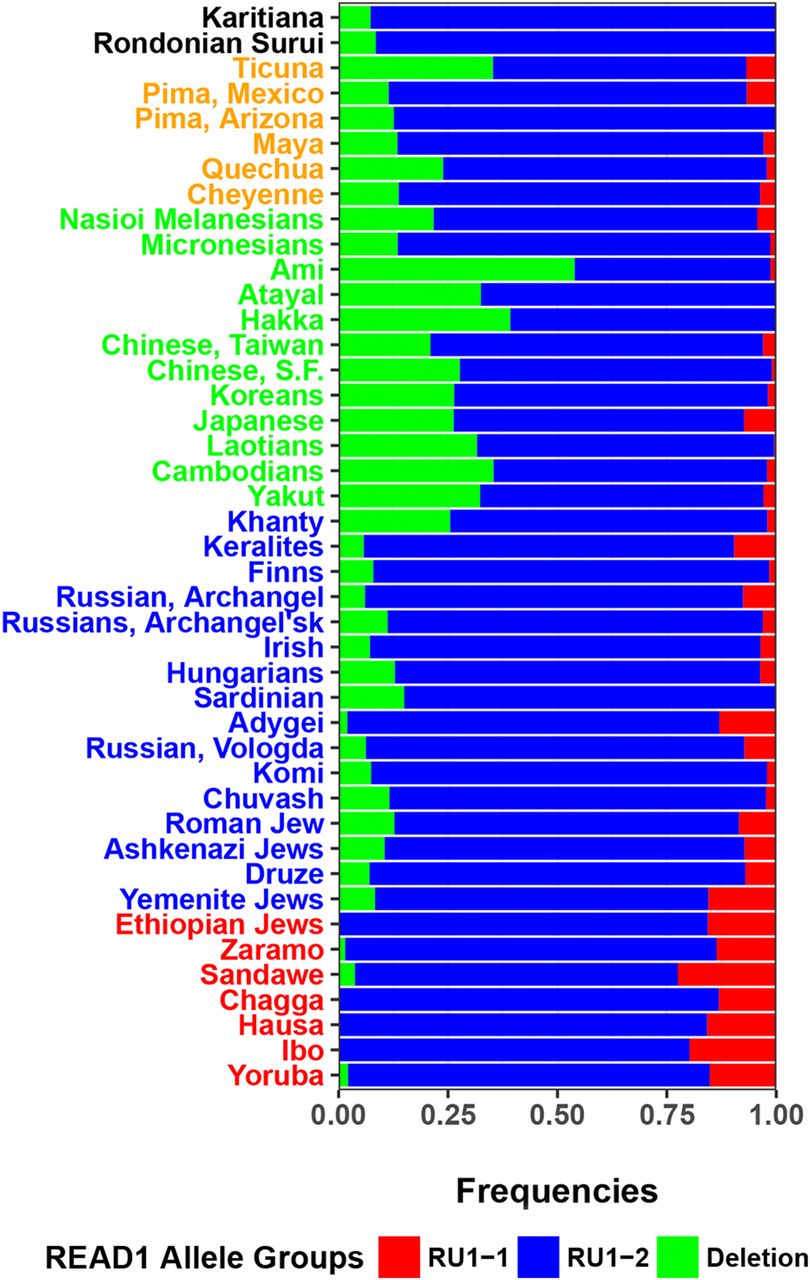 Karitiana
Rondonian Surui
Ticuna
Pima, Mexico
Pima, Arizona
Maya
Quechua
Cheyenne
Nasioi Melanesians
Micronesians
Ami
Atayal
Hakka
Chinese, Taiwan
Chinese, S.F.
Koreans
Japanese
Laotians
Cambodians
Yakut
Khanty
Keralites
Finns
Russian, Archangel
Russians, Archangel'sk
Irish
Hungarians
Sardinian
Adygei
Russian, Vologda
Komi
Chuvash
Roman Jew
Ashkenazi Jews
Druze
Yemenite Jews
Ethiopian Jews
Zaramo
Sandawe
Chagga
Hausa
Ibo
Yoruba
0.00 0.25 0.50 0.75 1.00
Frequencies
READ1 Allele Groups RU1−1 RU1−2 Deletion